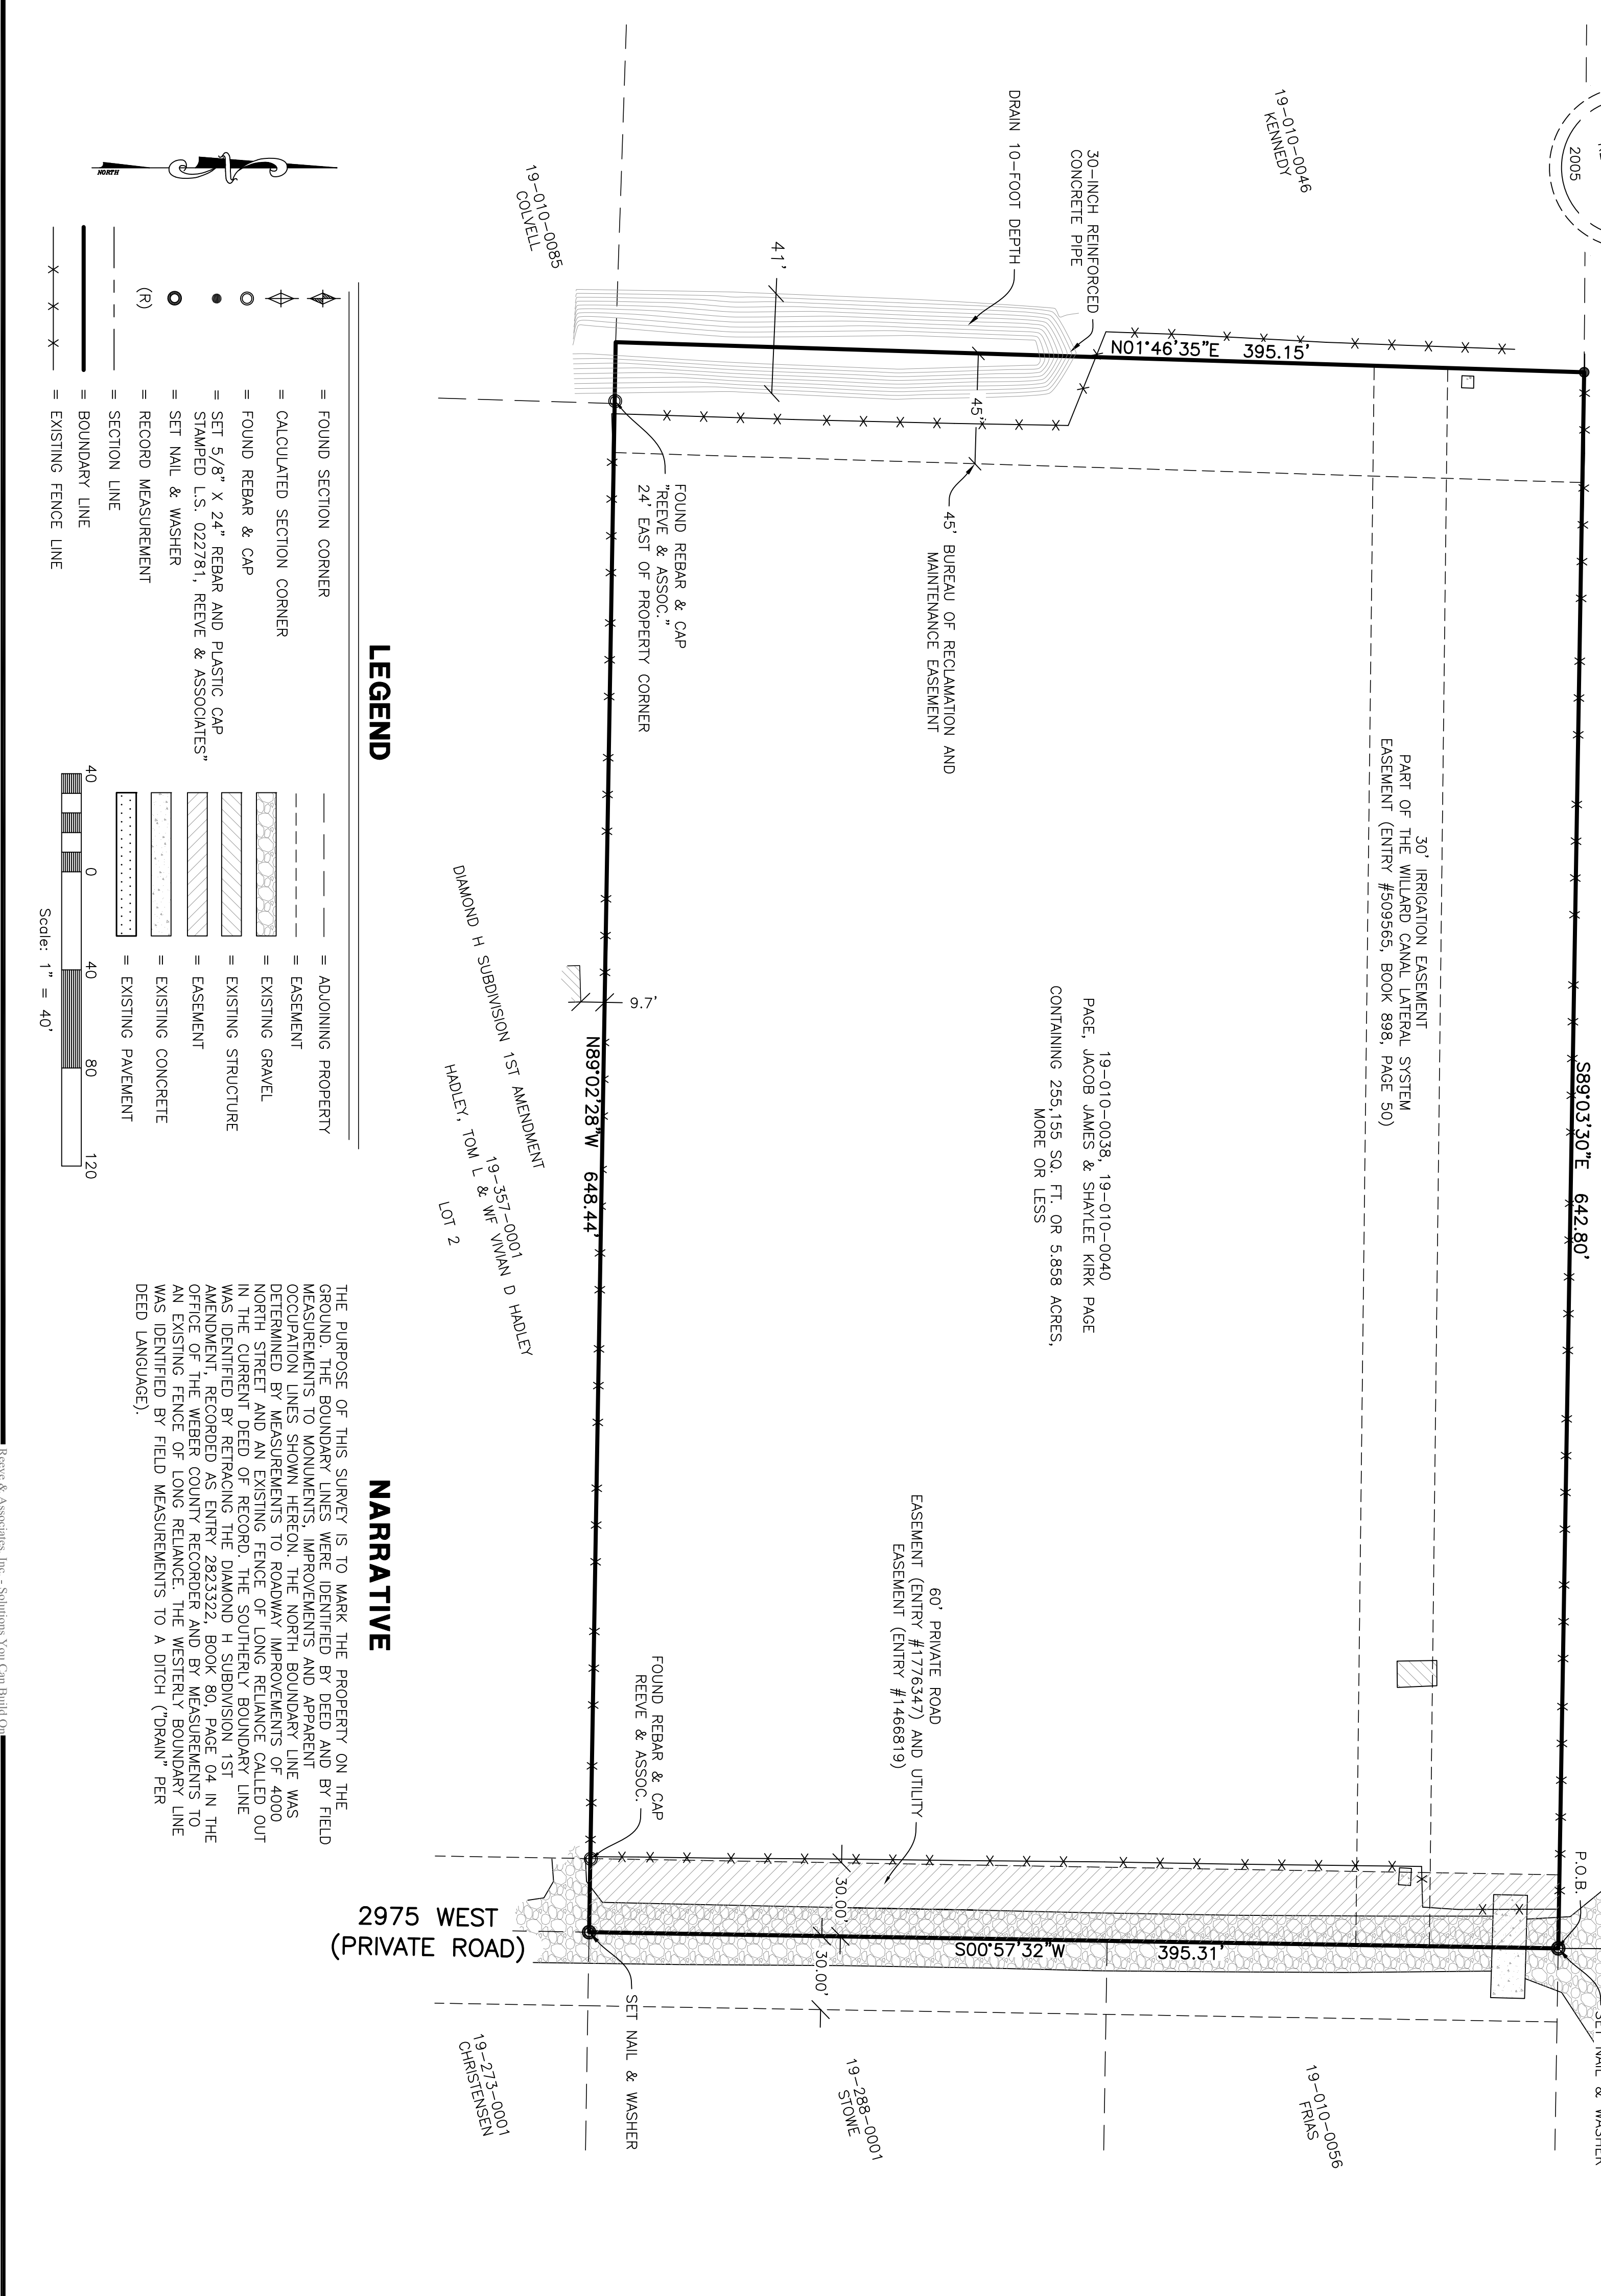 2005
19-010-0046
KENNEDY
P.O.B.
S89°03'30"E 642.80'
N01°46'35"E 395.15'
30-INCH REINFORCED
CONCRETE PIPE
DRAIN 10-FOOT DEPTH
41'
45'
45' BUREAU OF RECLAMATION AND
MAINTENANCE EASEMENT
30' IRRIGATION EASEMENT
PART OF THE WILLARD CANAL LATERAL SYSTEM
EASEMENT (ENTRY #509565, BOOK 898, PAGE 50)
19-010-0038, 19-010-0040
PAGE, JACOB JAMES & SHAYLEE KIRK PAGE
CONTAINING 255,155 SQ. FT. OR 5.858 ACRES,
MORE OR LESS
60' PRIVATE ROAD
EASEMENT (ENTRY #1776347) AND UTILITY
EASEMENT (ENTRY #1466819)
30.00'
30.00'
S00°57'32"W 395.31'
SET NAIL & WASHER
19-010-0056
FRIAS
19-288-0001
STOWE
19-273-0001
CHRISTENSEN
SET NAIL & WASHER
19-010-0085
COLVELL
FOUND REBAR & CAP
"REEVE & ASSOC."
24' EAST OF PROPERTY CORNER
9.7'
N89°02'28"W 648.44'
FOUND REBAR & CAP
REEVE & ASSOC.
DIAMOND H SUBDIVISION 1ST AMENDMENT
19-357-0001
HADLEY, TOM L & WF VIVIAN D HADLEY
LOT 2
2975 WEST
(PRIVATE ROAD)
NORTH
LEGEND
= FOUND SECTION CORNER
= CALCULATED SECTION CORNER
= FOUND REBAR & CAP
= SET 5/8" X 24" REBAR AND PLASTIC CAP
STAMPED L.S. 022781, REEVE & ASSOCIATES"
= SET NAIL & WASHER
(R) = RECORD MEASUREMENT
= SECTION LINE
= BOUNDARY LINE
= EXISTING FENCE LINE
= ADJOINING PROPERTY
= EASEMENT
= EXISTING GRAVEL
= EXISTING STRUCTURE
= EASEMENT
= EXISTING CONCRETE
= EXISTING PAVEMENT
40 0 40 80 120
Scale: 1" = 40'
NARRATIVE
THE PURPOSE OF THIS SURVEY IS TO MARK THE PROPERTY ON THE
GROUND. THE BOUNDARY LINES WERE IDENTIFIED BY DEED AND BY FIELD
MEASUREMENTS TO MONUMENTS, IMPROVEMENTS AND APPARENT
OCCUPATION LINES SHOWN HEREON. THE NORTH BOUNDARY LINE WAS
DETERMINED BY MEASUREMENTS TO ROADWAY IMPROVEMENTS OF 4000
NORTH STREET AND AN EXISTING FENCE OF LONG RELIANCE CALLED OUT
IN THE CURRENT DEED OF RECORD. THE SOUTHERLY BOUNDARY LINE
WAS IDENTIFIED BY RETRACING THE DIAMOND H SUBDIVISION 1ST
AMENDMENT, RECORDED AS ENTRY 2823322, BOOK 80, PAGE 04 IN THE
OFFICE OF THE WEBER COUNTY RECORDER AND BY MEASUREMENTS TO
AN EXISTING FENCE OF LONG RELIANCE. THE WESTERLY BOUNDARY LINE
WAS IDENTIFIED BY FIELD MEASUREMENTS TO A DITCH ("DRAIN" PER
DEED LANGUAGE).
Reeve & Associates, Inc. - Solutions You Can Build On